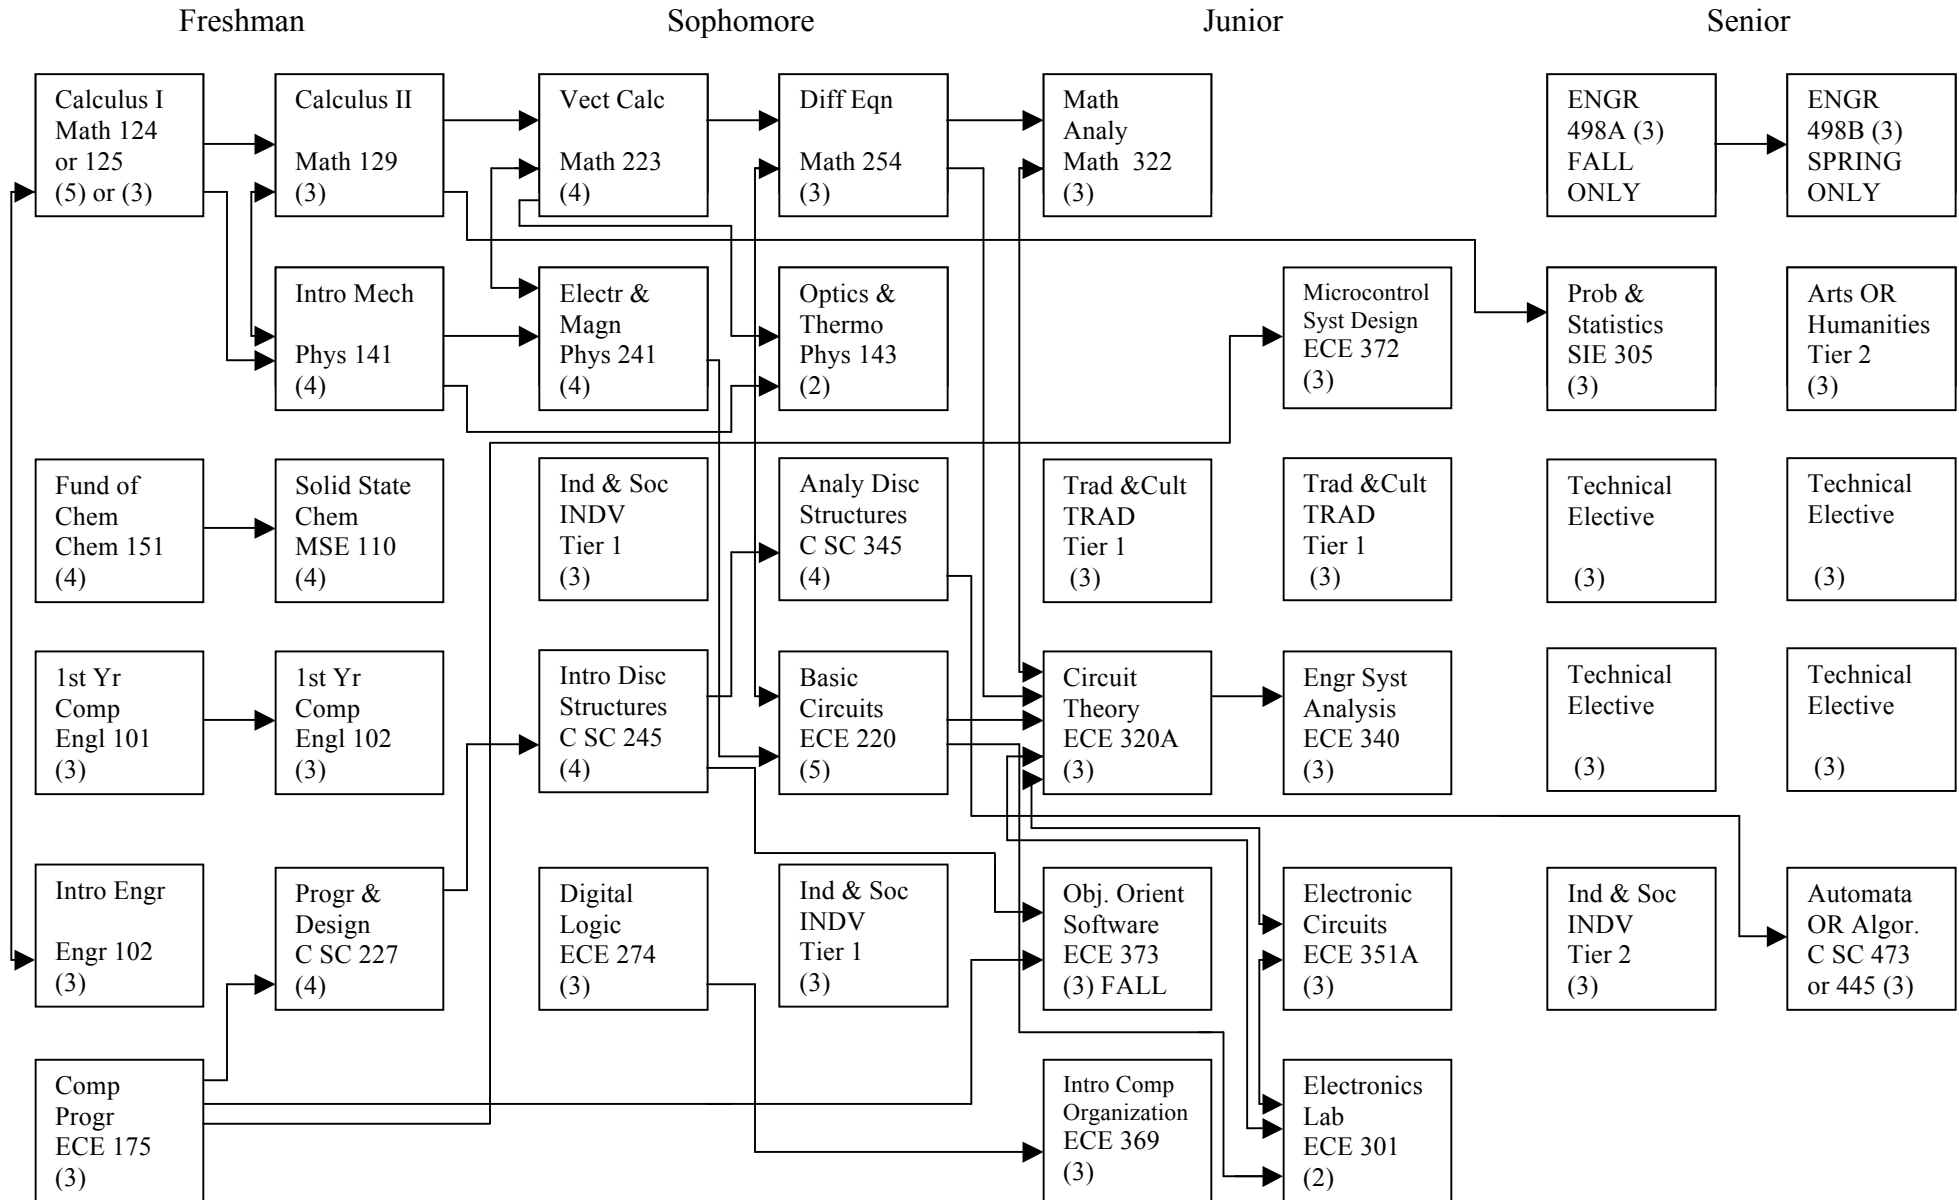 Freshman
Sophomore
Junior
Senior
Calculus I
Math 124
or 125
(5) or (3)
Calculus II
Math 129
(3)
Vect Calc
Math 223
(4)
Diff Eqn
Math 254
(3)
Math
Analy
Math 322
(3)
ENGR
498A (3)
FALL
ONLY
ENGR
498B (3)
SPRING
ONLY
Intro Mech
Phys 141
(4)
Electr &
Magn
Phys 241
(4)
Optics &
Thermo
Phys 143
(2)
Microcontrol
Syst Design
ECE 372
(3)
Prob &
Statistics
SIE 305
(3)
Arts OR
Humanities
Tier 2
(3)
Fund of
Chem
Chem 151
(4)
Solid State
Chem
MSE 110
(4)
Ind & Soc
INDV
Tier 1
(3)
Analy Disc
Structures
C SC 345
(4)
Trad &Cult
TRAD
Tier 1
(3)
Trad &Cult
TRAD
Tier 1
(3)
Technical
Elective
(3)
Technical
Elective
(3)
1st Yr
Comp
Engl 101
(3)
1st Yr
Comp
Engl 102
(3)
Intro Disc
Structures
C SC 245
(4)
Basic
Circuits
ECE 220
(5)
Circuit
Theory
ECE 320A
(3)
Engr Syst
Analysis
ECE 340
(3)
Technical
Elective
(3)
Technical
Elective
(3)
Intro Engr
Engr 102
(3)
Progr &
Design
C SC 227
(4)
Digital
Logic
ECE 274
(3)
Ind & Soc
INDV
Tier 1
(3)
Obj. Orient
Software
ECE 373
(3) FALL
Electronic
Circuits
ECE 351A
(3)
Ind & Soc
INDV
Tier 2
(3)
Automata
OR Algor.
C SC 473
or 445 (3)
Comp
Progr
ECE 175
(3)
Intro Comp
Organization
ECE 369
(3)
Electronics
Lab
ECE 301
(2)